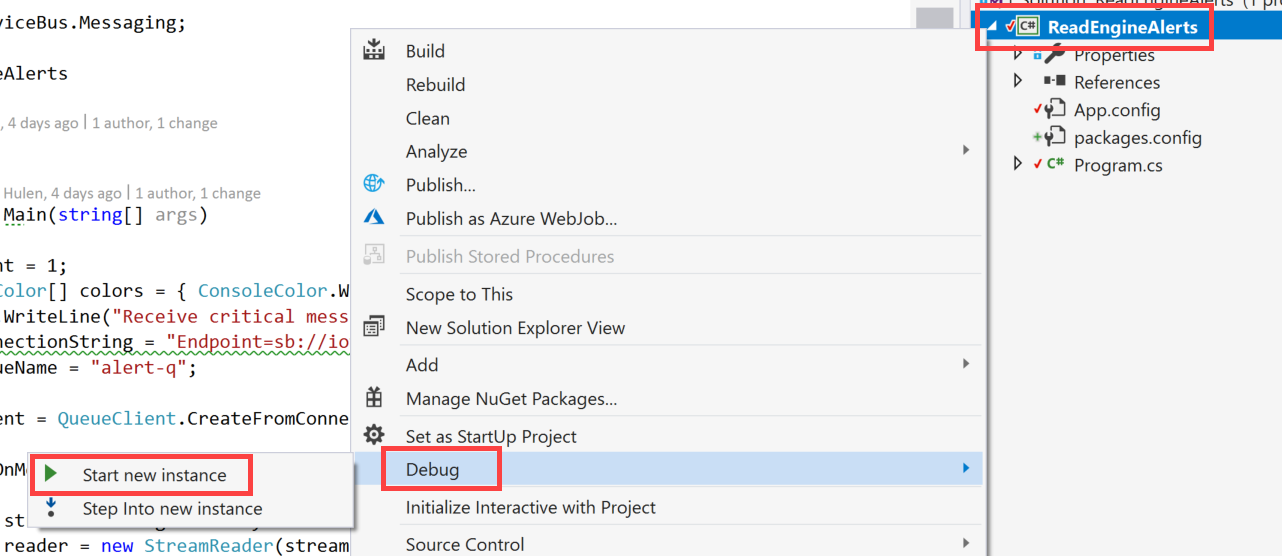 viceBus.Messaging;
eAlerts
, 4 days ago | 1 author, 1 change
Hulen, 4 days ago | 1 author, 1 change
Main(string[] args)
nt = 1;
Color[] colors = { ConsoleColor.W
.WriteLine("Receive critical mess
nectionString = "Endpoint=sb://io
ueName = "alert-q";
ent = QueueClient.CreateFromConne
OnM
st
reader = new StreamReader(stream
Build
Rebuild
Clean
Analyze
Publish...
Publish as Azure WebJob...
Publish Stored Procedures
Scope to This
New Solution Explorer View
Add
Manage NuGet Packages...
Set as StartUp Project
Debug
Initialize Interactive with Project
Source Control
Start new instance
Step Into new instance
C# ReadEngineAlerts
Properties
References
App.config
packages.config
C# Program.cs